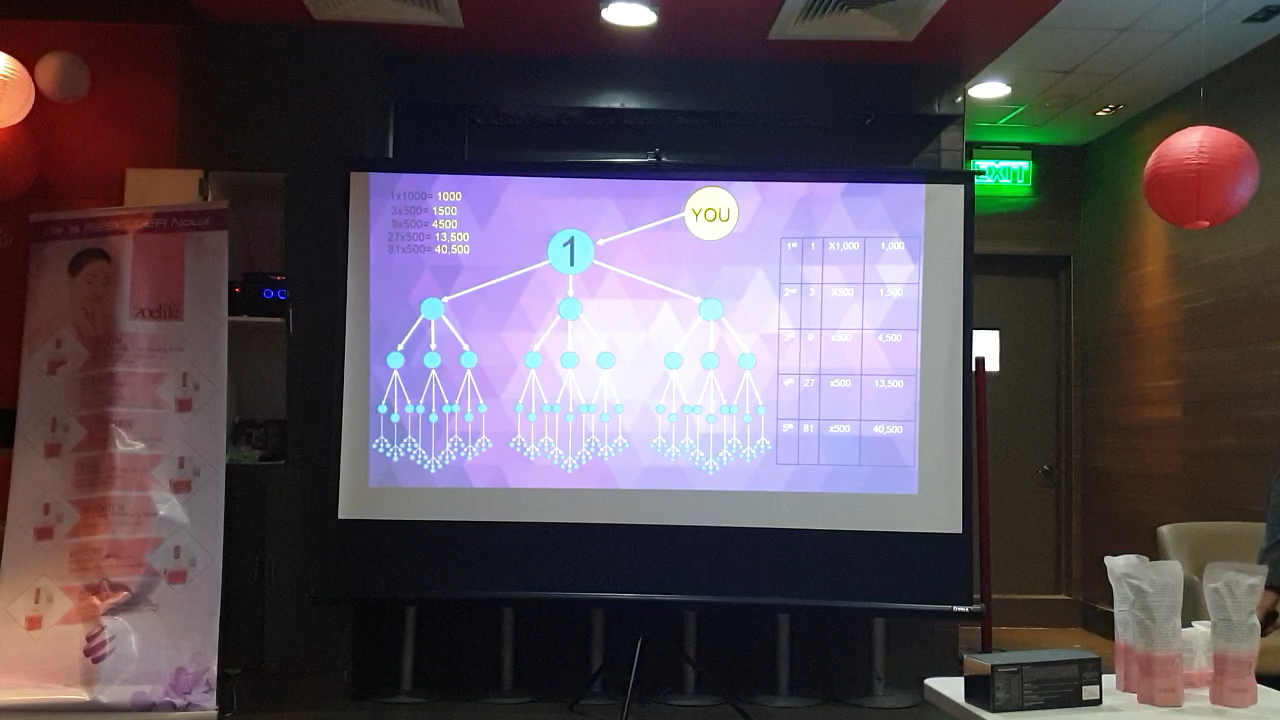 1x1000= 1000
3x500= 1500
9x500= 4500
27x500= 13,500
81x500= 40,500
YOU
1
1st 1 X1,000 1,000
2nd 3 X500 1,500
3rd 9 x500 4,500
4th 27 x500 13,500
5th 81 x500 40,500
EXIT
zoelife